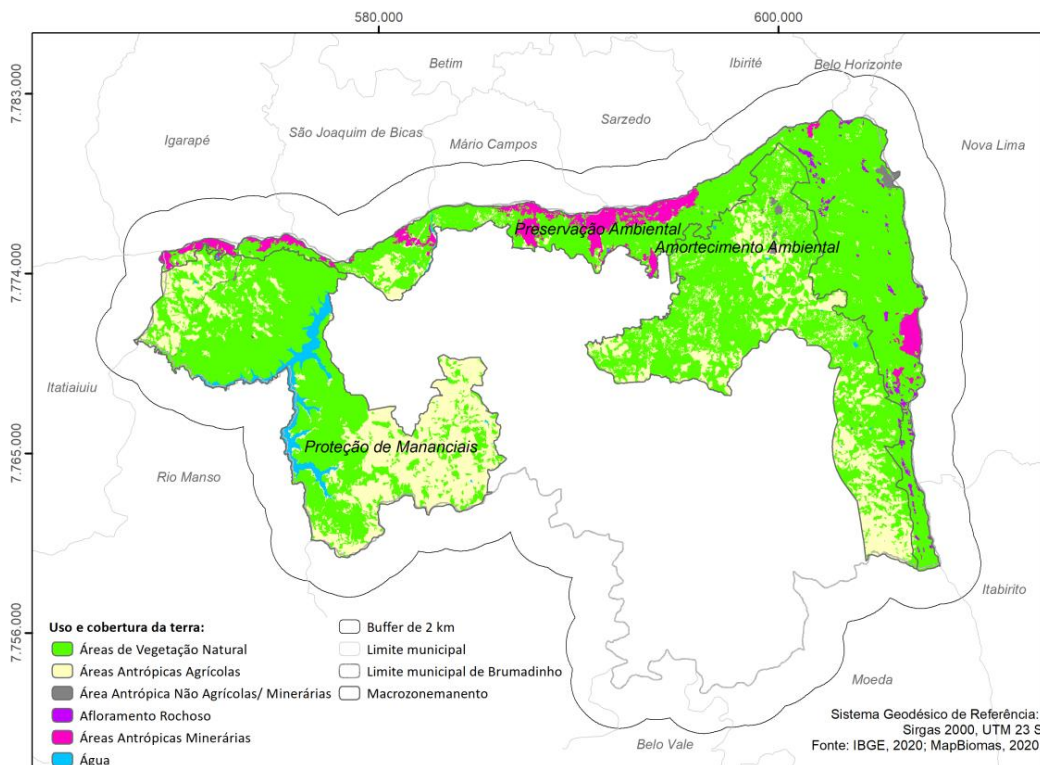 580.000
600.000
7.783.000
7.774.000
7.765.000
7.756.000
Betim
Ibirité
Belo Horizonte
Igarapé
São Joaquim de Bicas
Mário Campos
Sarzedo
Nova Lima
Preservação Ambiental
Amortecimento Ambiental
Itatiaiuiu
Proteção de Mananciais
Rio Manso
Itabirito
Moeda
Belo Vale
Uso e cobertura da terra:
Áreas de Vegetação Natural
Áreas Antrópicas Agrícolas
Área Antrópica Não Agrícolas/ Minerárias
Afloramento Rochoso
Áreas Antrópicas Minerárias
Água
Buffer de 2 km
Limite municipal
Limite municipal de Brumadinho
Macrozonemanento
Sistema Geodésico de Referência:
Sirgas 2000, UTM 23 S
Fonte: IBGE, 2020; MapBiomas, 2020